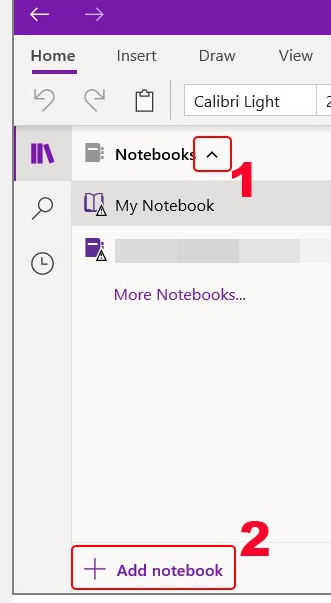 Home Insert Draw View
Calibri Light 2
Notebooks
1
My Notebook
More Notebooks...
2
Add notebook